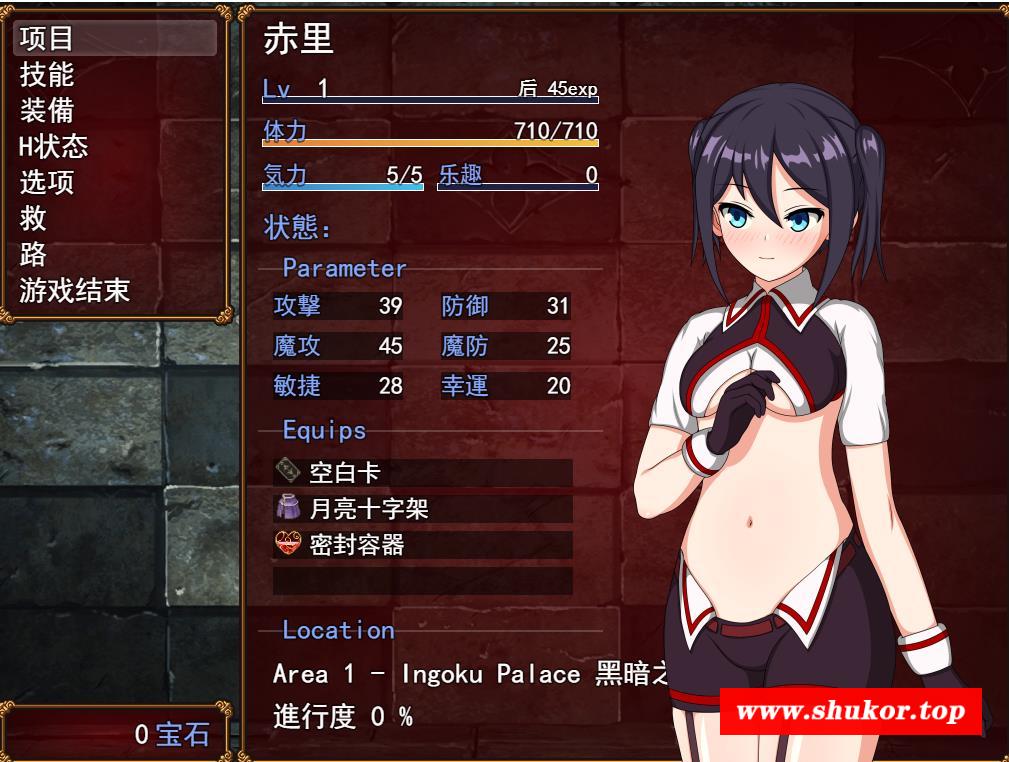 项目
技能
装備
H状态
选项
救
路
游戏结束
0 宝石
赤里
Lv 1 后 45exp
体力 710/710
気力 5/5 乐趣 0
状態:
Parameter
攻撃 39 防御 31
魔攻 45 魔防 25
敏捷 28 幸運 20
Equips
空白卡
月亮十字架
密封容器
Location
Area 1 - Ingoku Palace 黑暗之
進行度 0 %
www.shukor.top